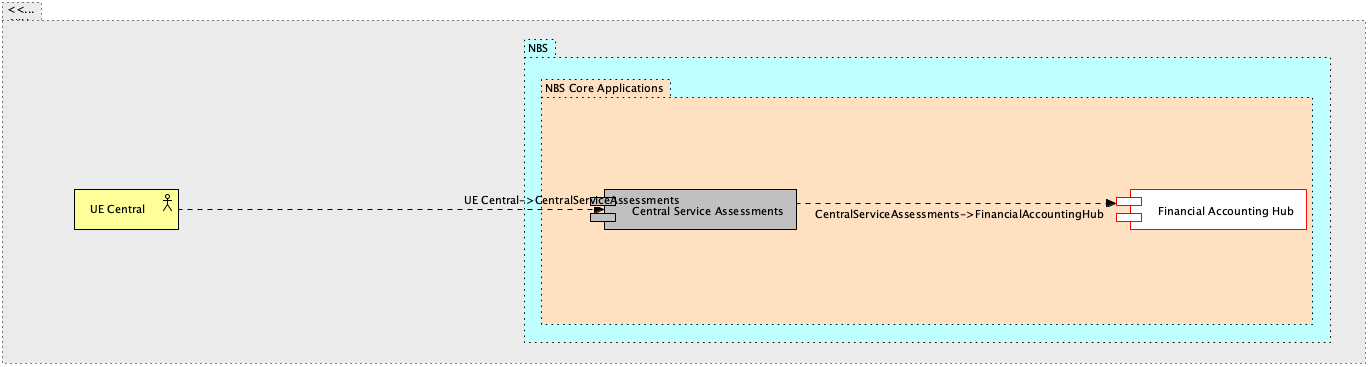 <<...
NBS
NBS Core Applications
UE Central
UE Central->CentralServiceAssessments
Central Service Assessments
CentralServiceAssessments->FinancialAccountingHub
Financial Accounting Hub